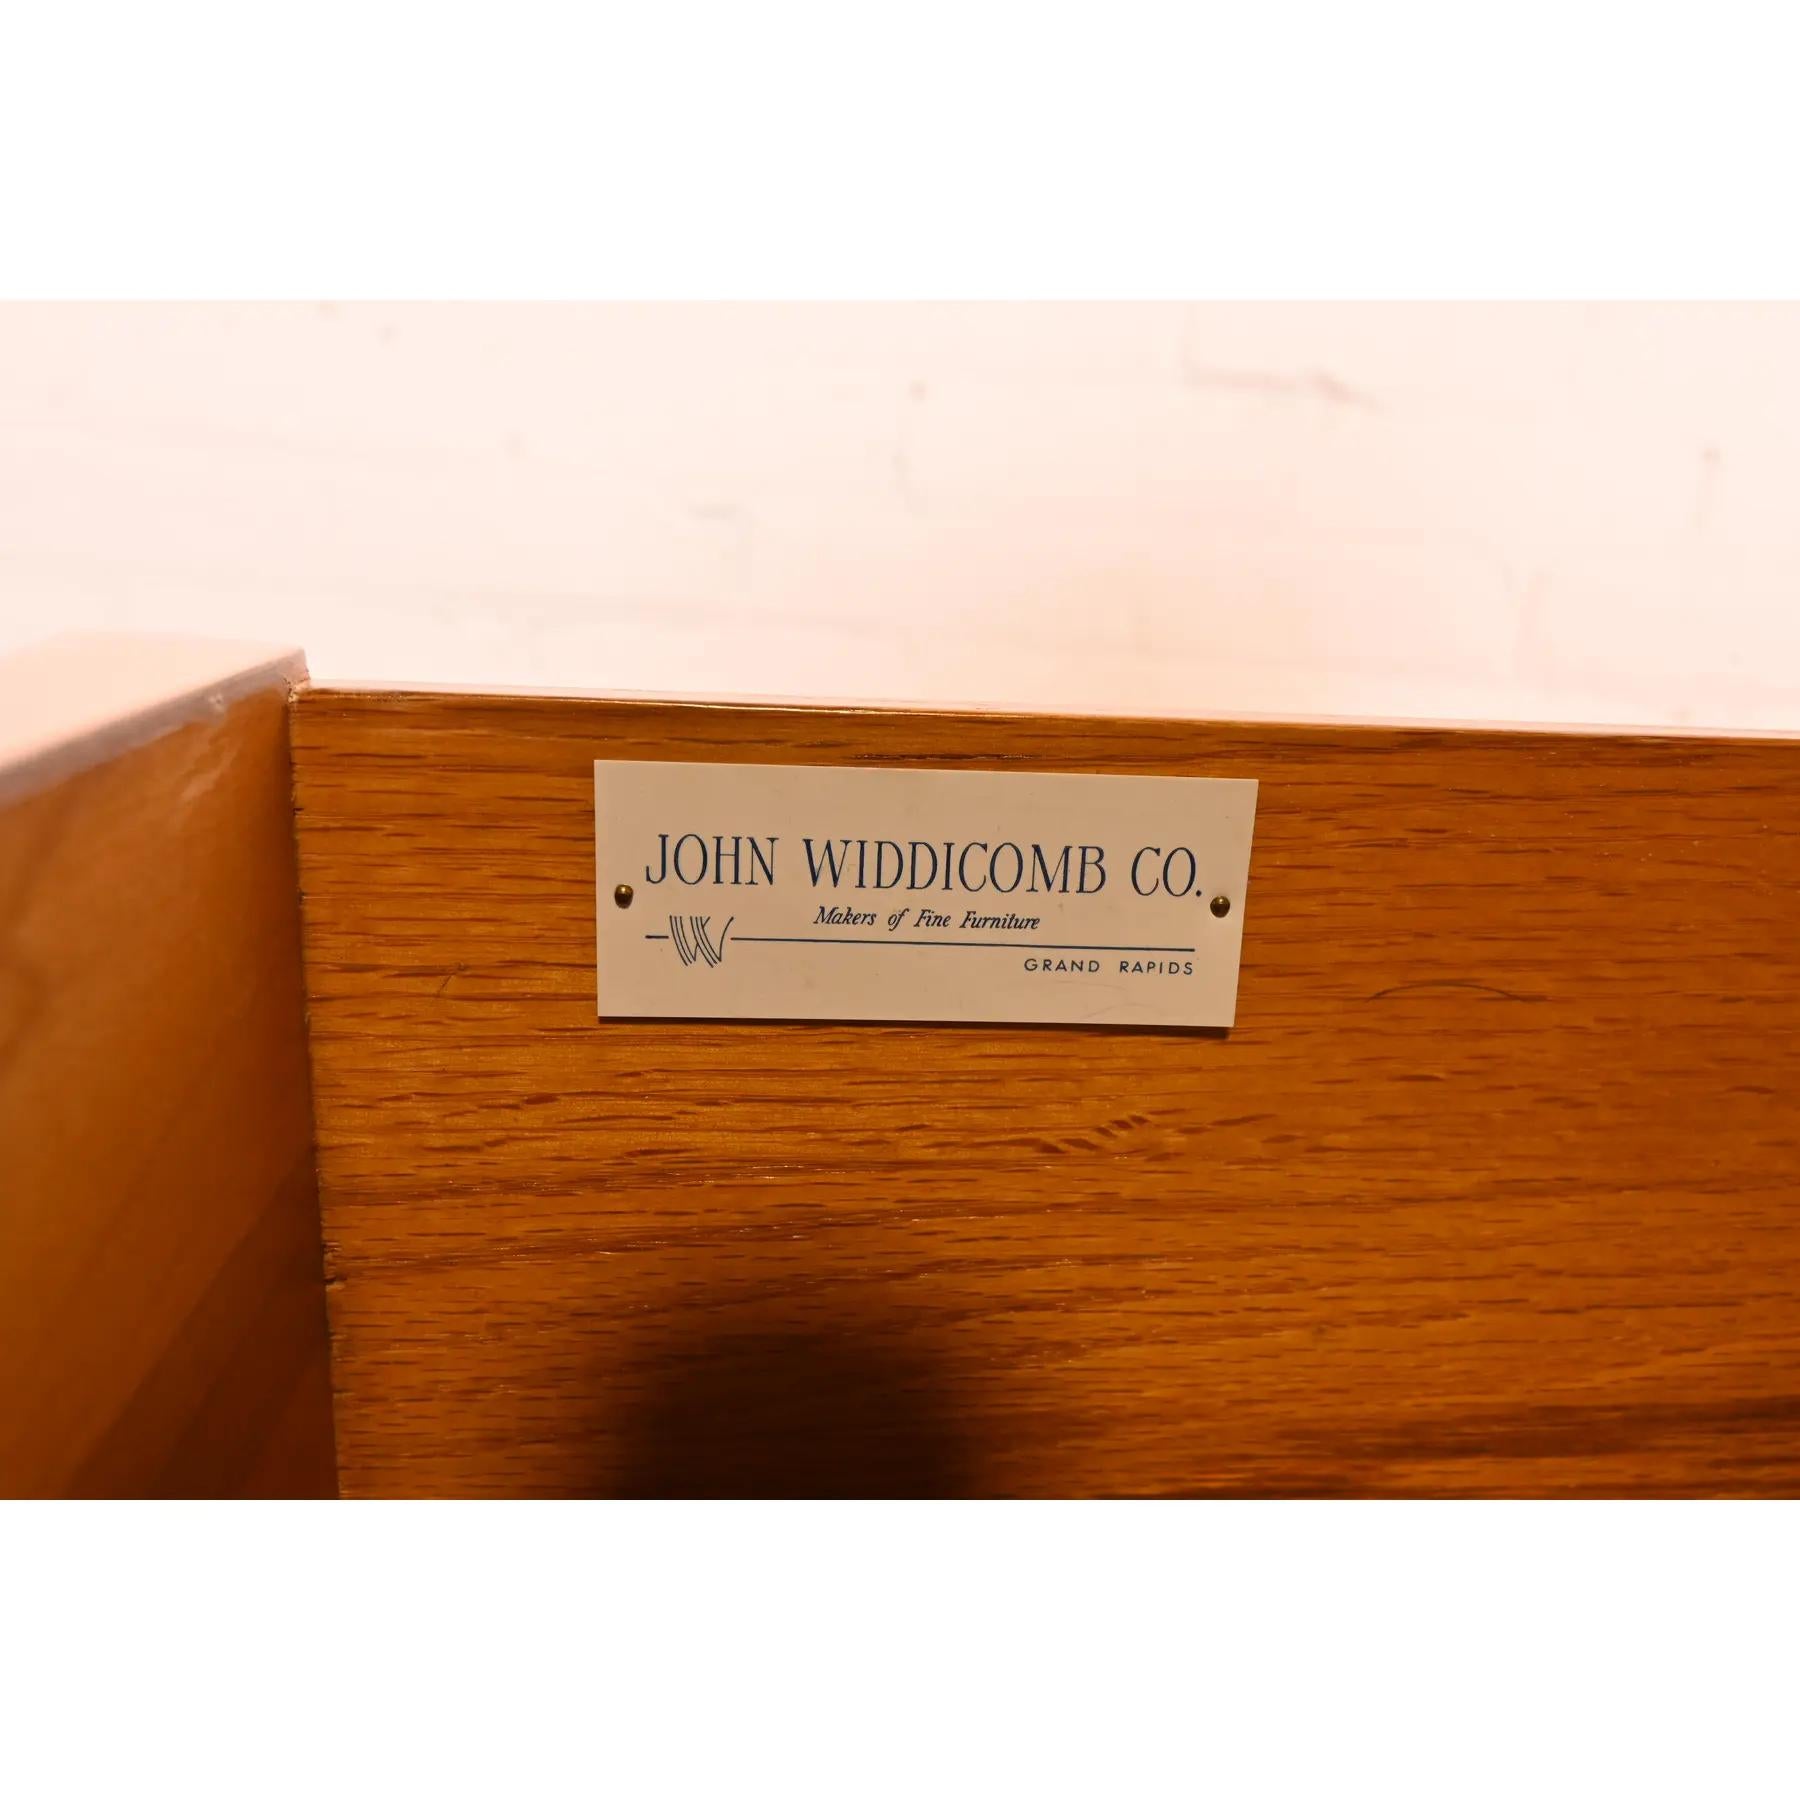 JOHN WIDDICOMB CO.
Makers of Fine Furniture
W
GRAND RAPIDS